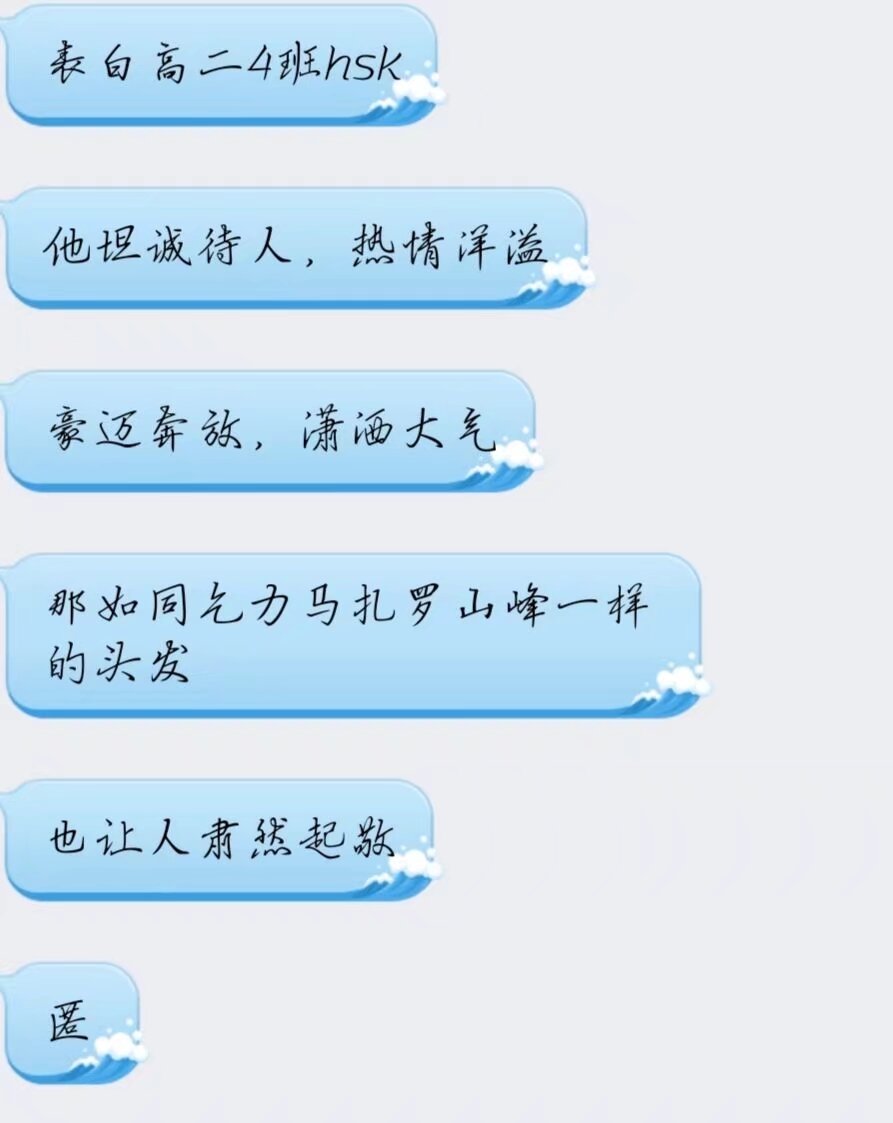 表白高二4班hsk
他坦诚待人，热情洋溢
豪迈奔放，潇洒大气
那如同乞力马扎罗山峰一样
的头发
也让人肃然起敬
匿